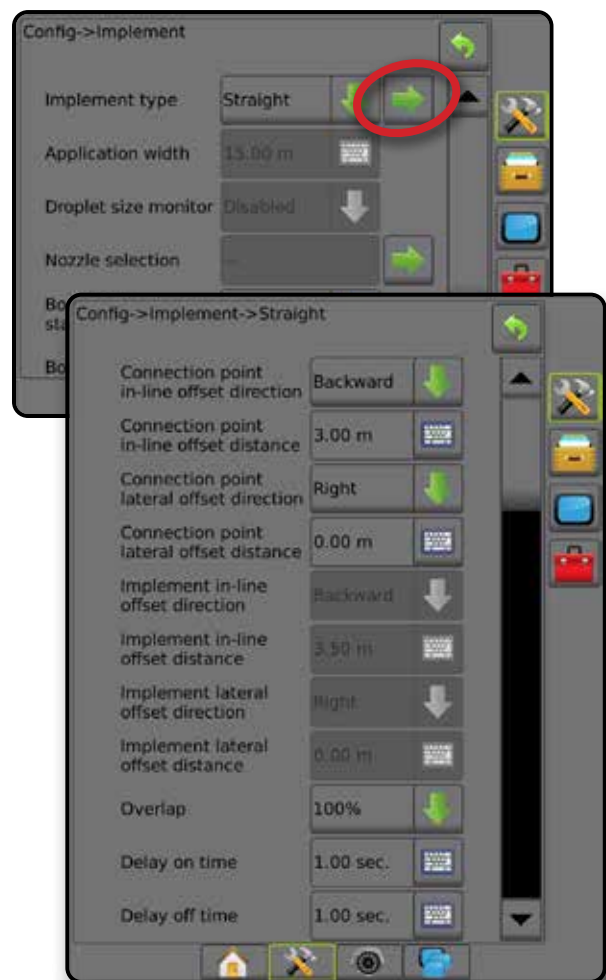 Config->Implement
Implement type Straight
Application width 15.00 m
Droplet size monitor Disabled
Nozzle selection
Bo
sta
Bo
Config->Implement->Straight
Connection point
in-line offset direction Backward
Connection point
in-line offset distance 3.00 m
Connection point
lateral offset direction Right
Connection point
lateral offset distance 0.00 m
Implement in-line
offset direction Backward
Implement in-line
offset distance 3.50 m
Implement lateral
offset direction Right
Implement lateral
offset distance 0.00 m
Overlap 100%
Delay on time 1.00 sec.
Delay off time 1.00 sec.